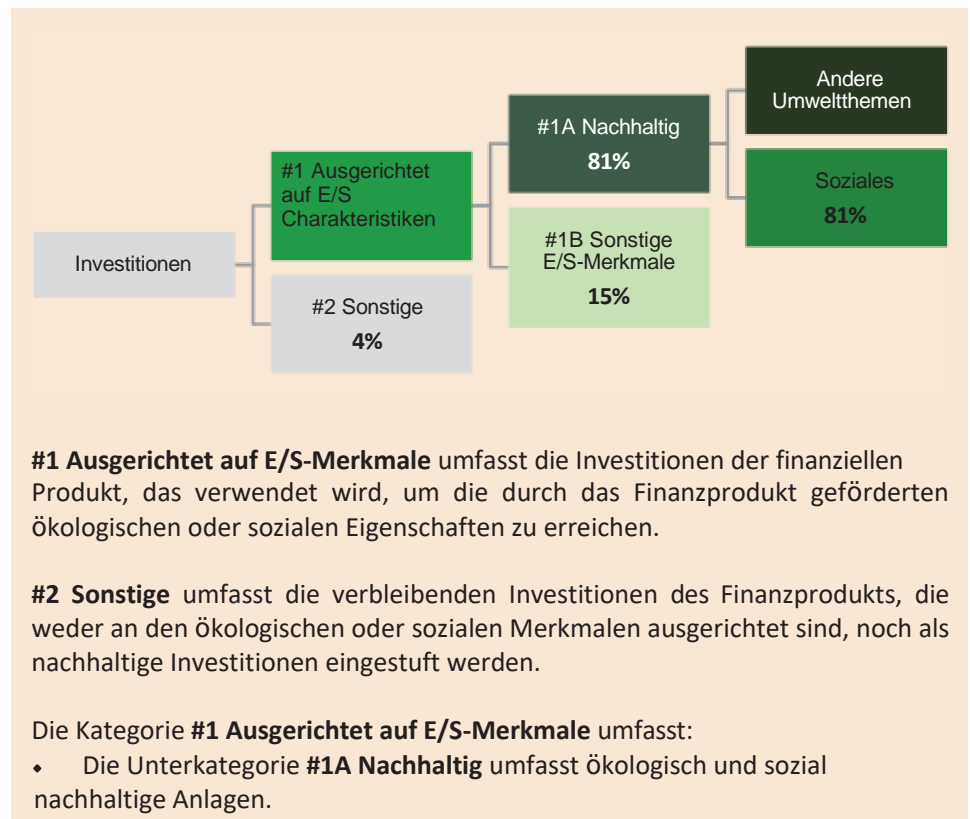 Andere
Umweltthemen
#1A Nachhaltig
81%
#1 Ausgerichtet
auf E/S
Charakteristiken
Soziales
81%
#1B Sonstige
E/S-Merkmale
15%
Investitionen
#2 Sonstige
4%
#1 Ausgerichtet auf E/S-Merkmale umfasst die Investitionen der finanziellen
Produkt, das verwendet wird, um die durch das Finanzprodukt geförderten
ökologischen oder sozialen Eigenschaften zu erreichen.
#2 Sonstige umfasst die verbleibenden Investitionen des Finanzprodukts, die
weder an den ökologischen oder sozialen Merkmalen ausgerichtet sind, noch als
nachhaltige Investitionen eingestuft werden.
Die Kategorie #1 Ausgerichtet auf E/S-Merkmale umfasst:
⬩ Die Unterkategorie #1A Nachhaltig umfasst ökologisch und sozial
nachhaltige Anlagen.